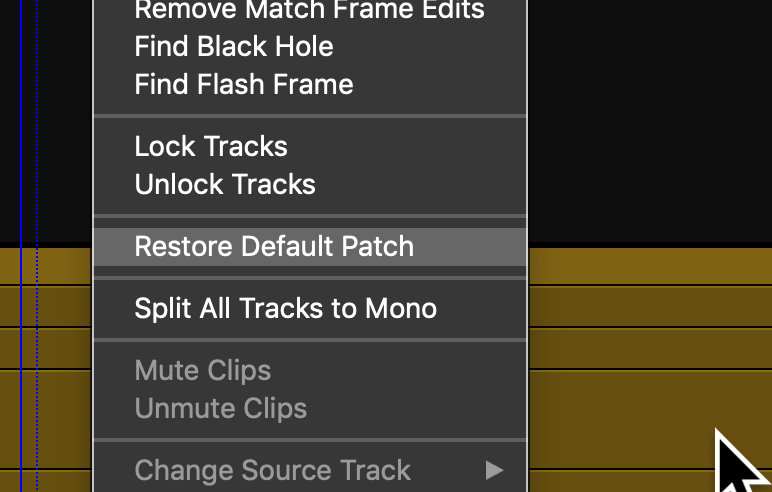 Remove Match Frame Edits
Find Black Hole
Find Flash Frame
Lock Tracks
Unlock Tracks
Restore Default Patch
Split All Tracks to Mono
Mute Clips
Unmute Clips
Change Source Track